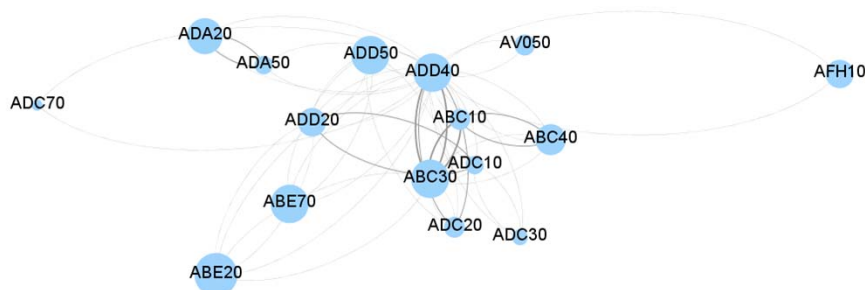 ADA20
ADD50
AV050
ADA50
ADD40
AFH10
ADC70
ADD20
ABC10
ABC40
ADC10
ABC30
ABE70
ADC20
ADC30
ABE20